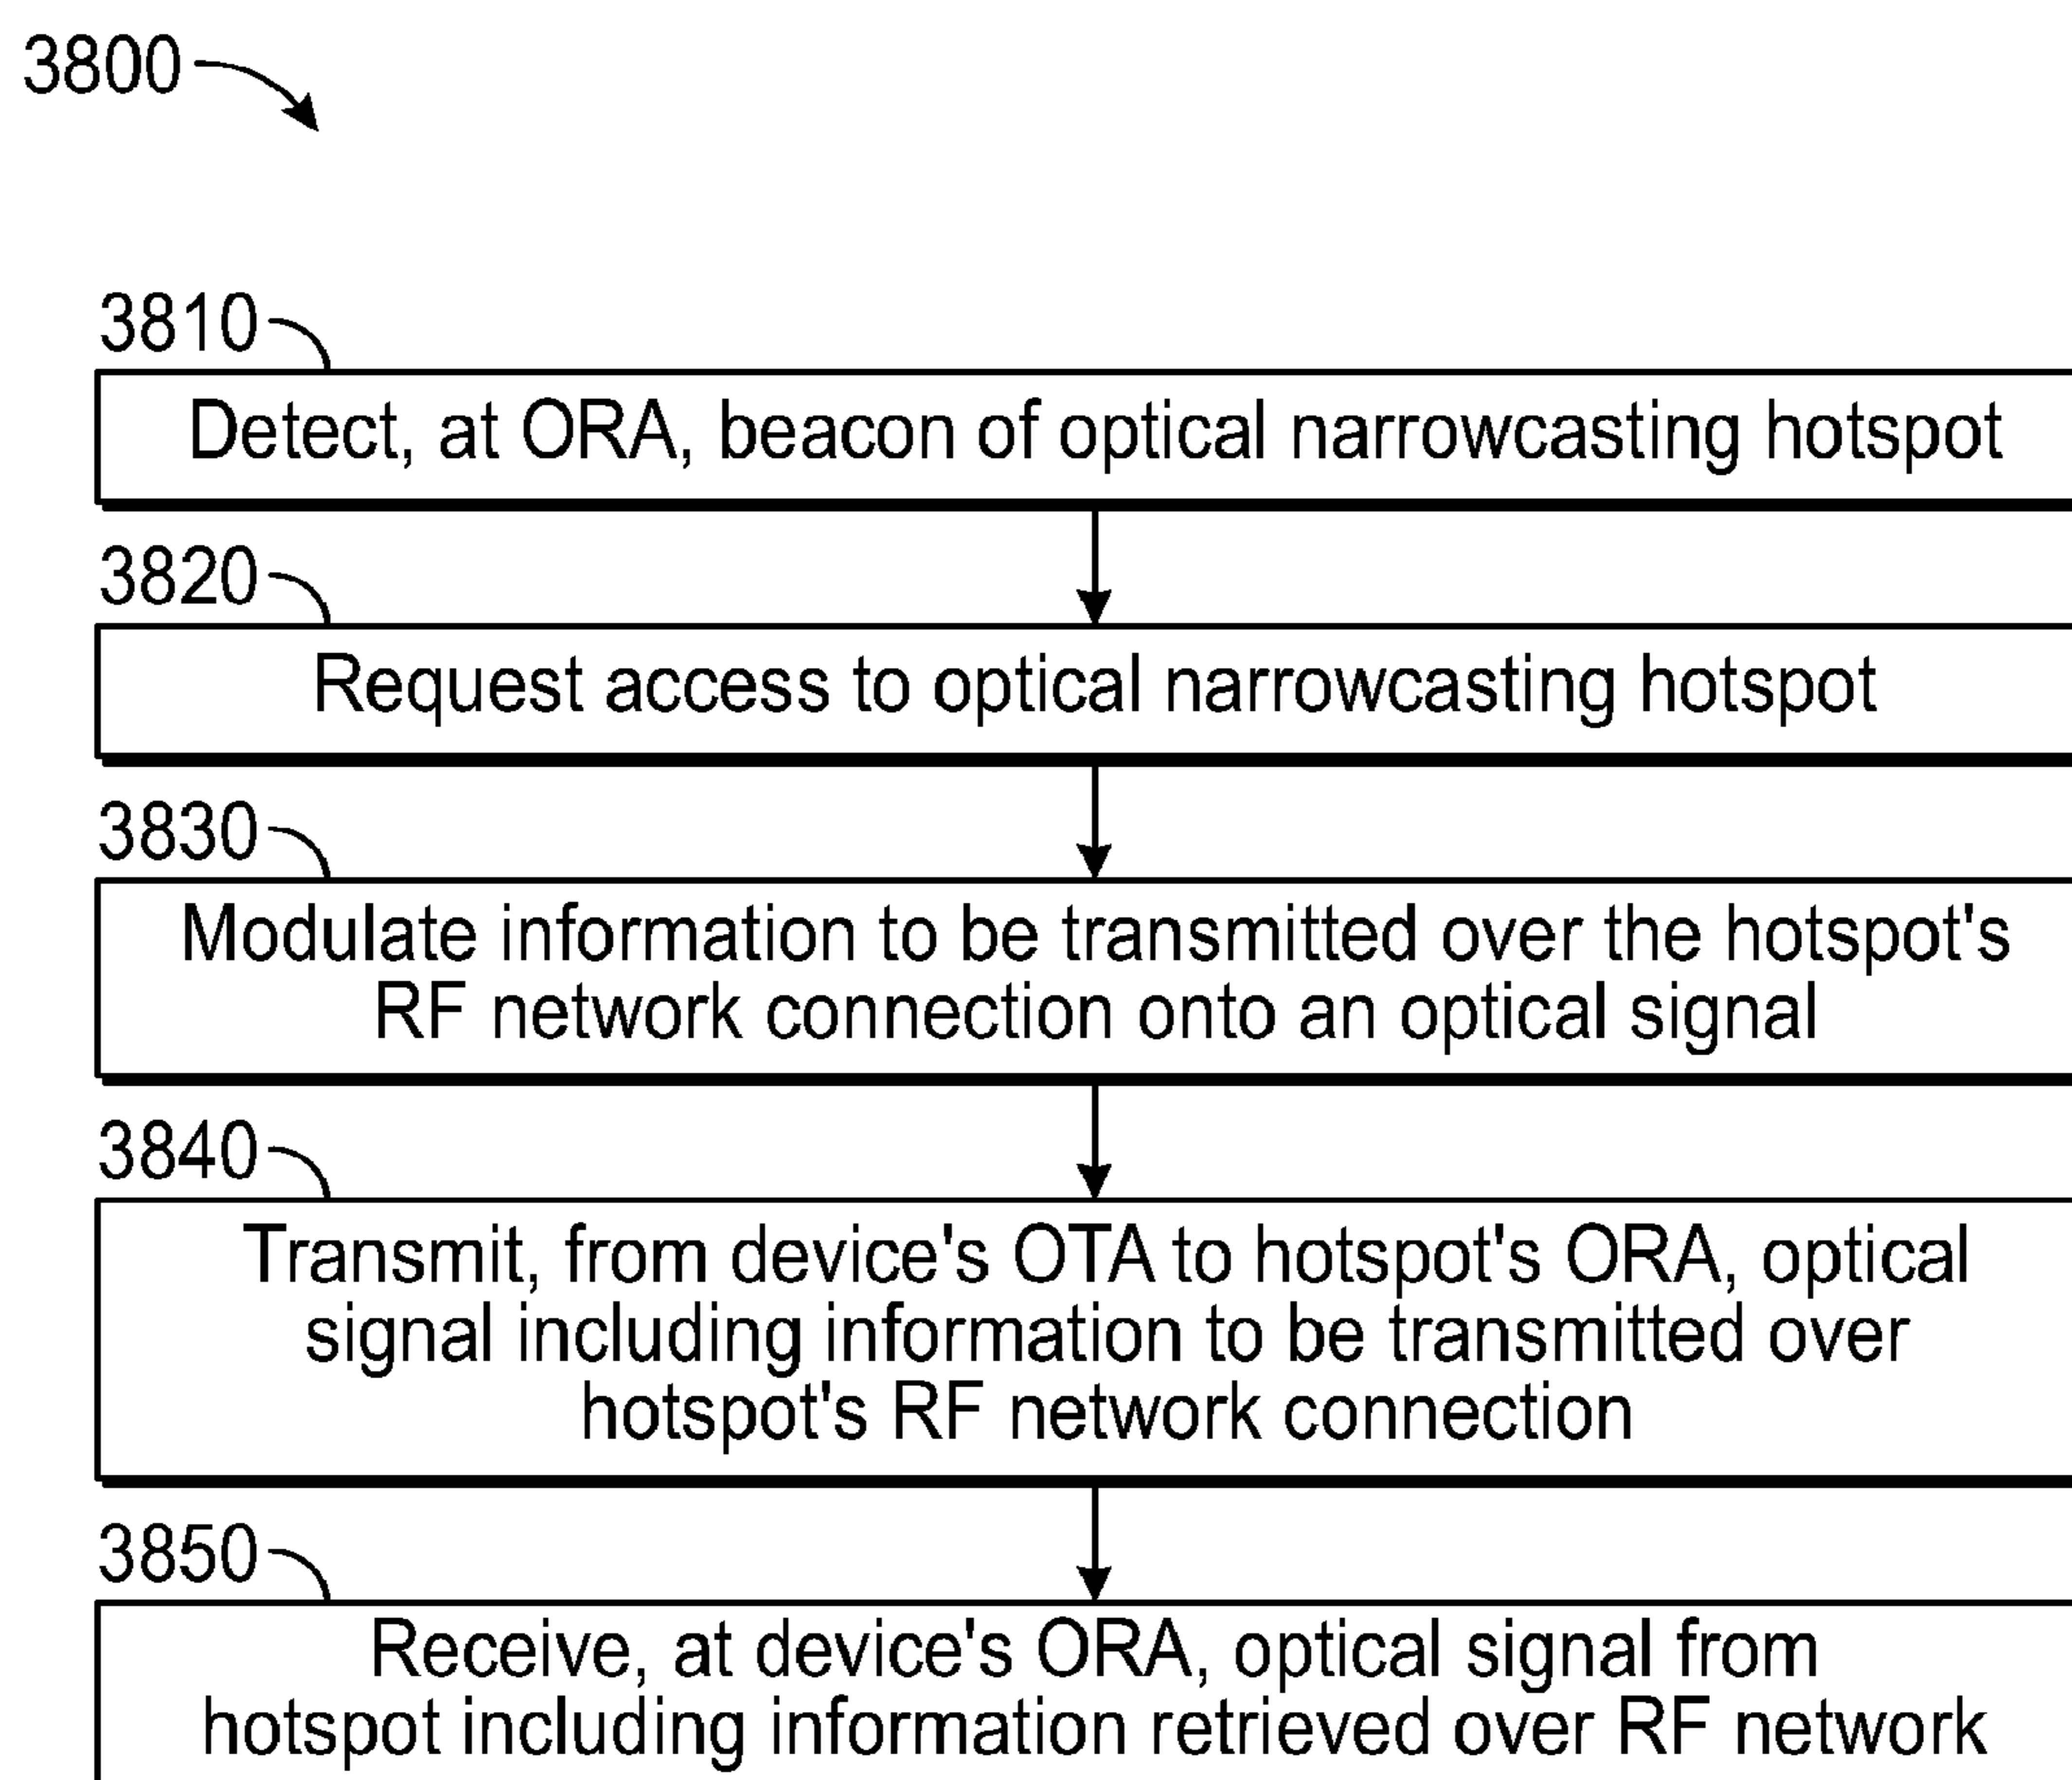 3800
3810
Detect, at ORA, beacon of optical narrowcasting hotspot
3820
Request access to optical narrowcasting hotspot
3830
Modulate information to be transmitted over the hotspot's
RF network connection onto an optical signal
3840
Transmit, from device's OTA to hotspot's ORA, optical
signal including information to be transmitted over
hotspot's RF network connection
3850
Receive, at device's ORA, optical signal from
hotspot including information retrieved over RF network